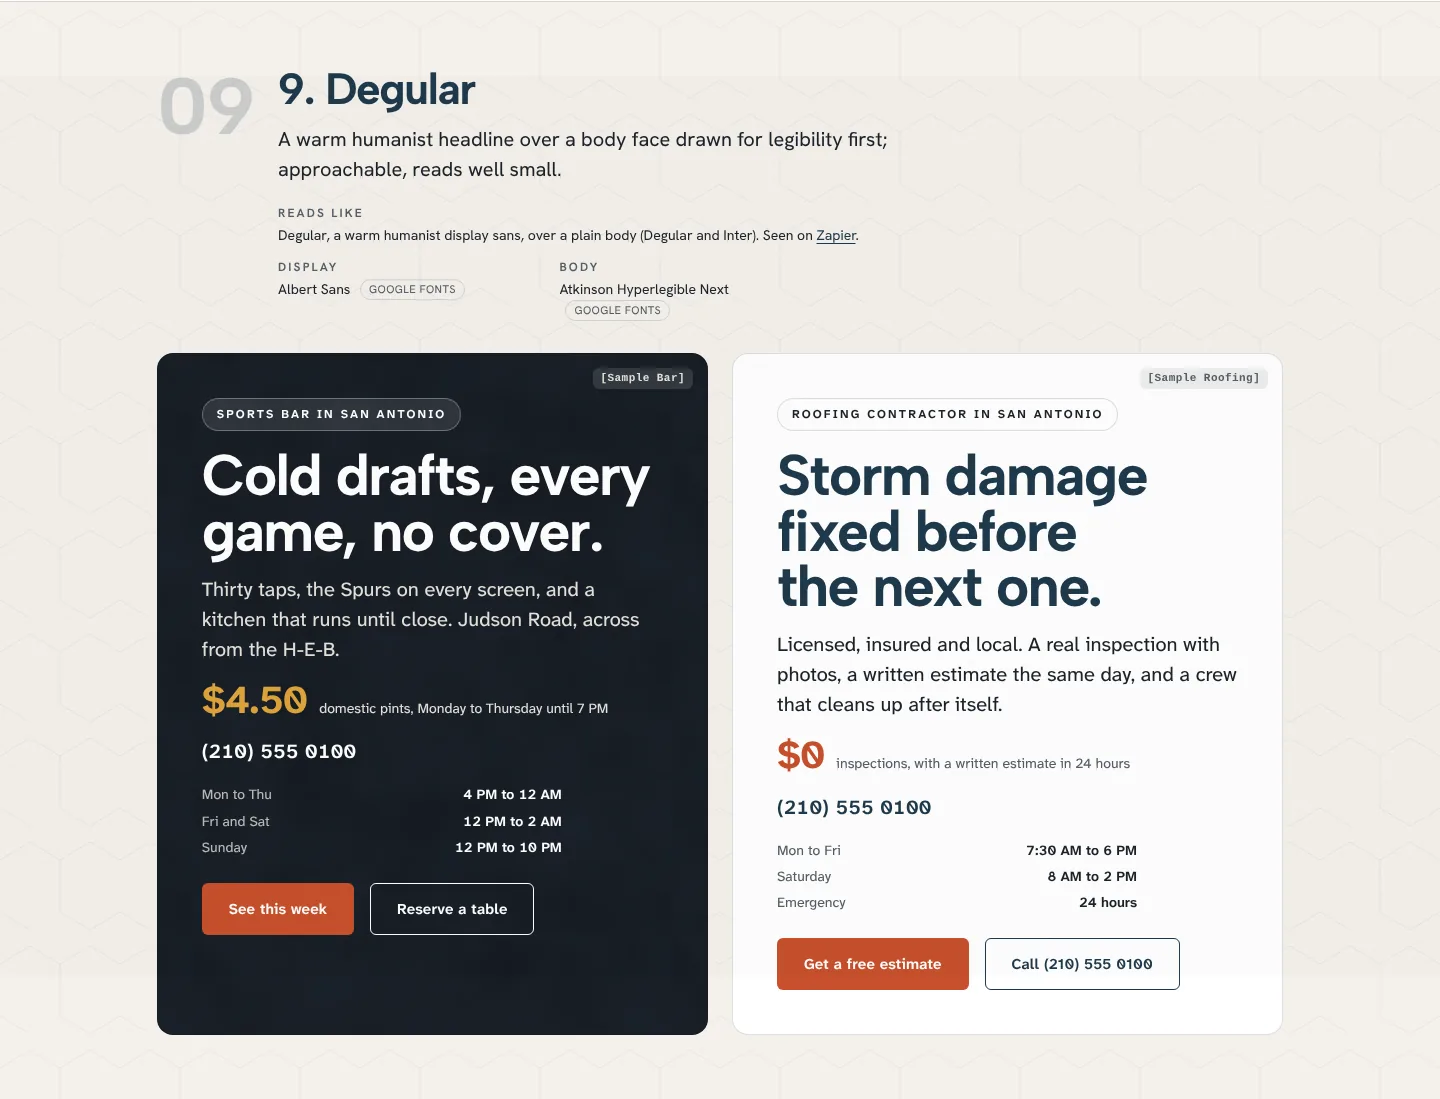 09
9. Degular
A warm humanist headline over a body face drawn for legibility first;
approachable, reads well small.
READS LIKE
Degular, a warm humanist display sans, over a plain body (Degular and Inter). Seen on Zapier.
DISPLAY
Albert Sans GOOGLE FONTS
BODY
Atkinson Hyperlegible Next
GOOGLE FONTS
[Sample Bar]
SPORTS BAR IN SAN ANTONIO
Cold drafts, every
game, no cover.
Thirty taps, the Spurs on every screen, and a
kitchen that runs until close. Judson Road, across
from the H-E-B.
$4.50 domestic pints, Monday to Thursday until 7 PM
(210) 555 0100
Mon to Thu 4 PM to 12 AM
Fri and Sat 12 PM to 2 AM
Sunday 12 PM to 10 PM
See this week
Reserve a table
[Sample Roofing]
ROOFING CONTRACTOR IN SAN ANTONIO
Storm damage
fixed before
the next one.
Licensed, insured and local. A real inspection with
photos, a written estimate the same day, and a crew
that cleans up after itself.
$0 inspections, with a written estimate in 24 hours
(210) 555 0100
Mon to Fri 7:30 AM to 6 PM
Saturday 8 AM to 2 PM
Emergency 24 hours
Get a free estimate
Call (210) 555 0100